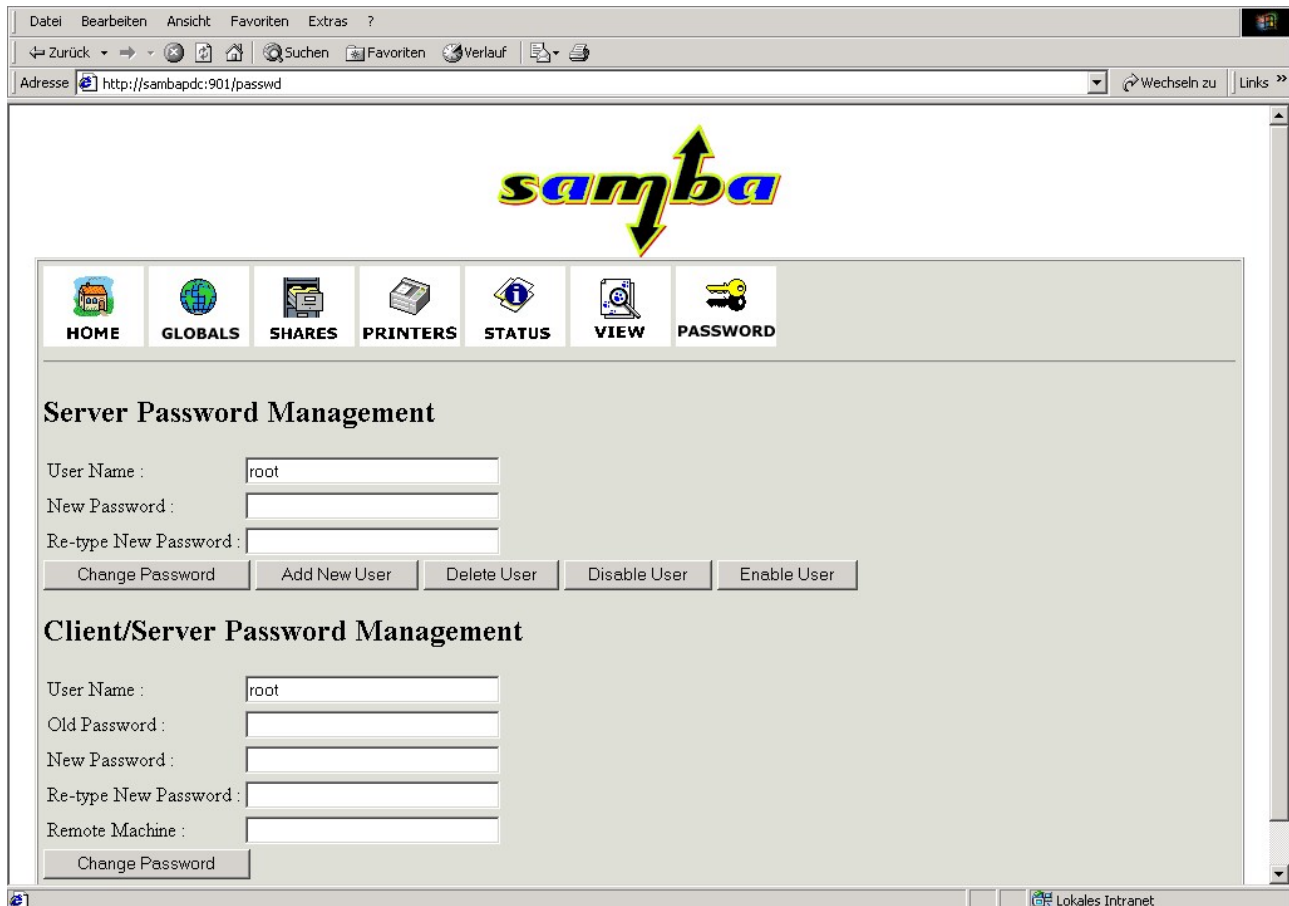 Datei Bearbeiten Ansicht Favoriten Extras ?
Zurück Suchen Favoriten Verlauf
Adresse http://sambapdc:901/passwd Wechseln zu Links »
samba
HOME GLOBALS SHARES PRINTERS STATUS VIEW PASSWORD
Server Password Management
User Name : root
New Password :
Re-type New Password :
Change Password Add New User Delete User Disable User Enable User
Client/Server Password Management
User Name : root
Old Password :
New Password :
Re-type New Password :
Remote Machine :
Change Password
Lokales Intranet